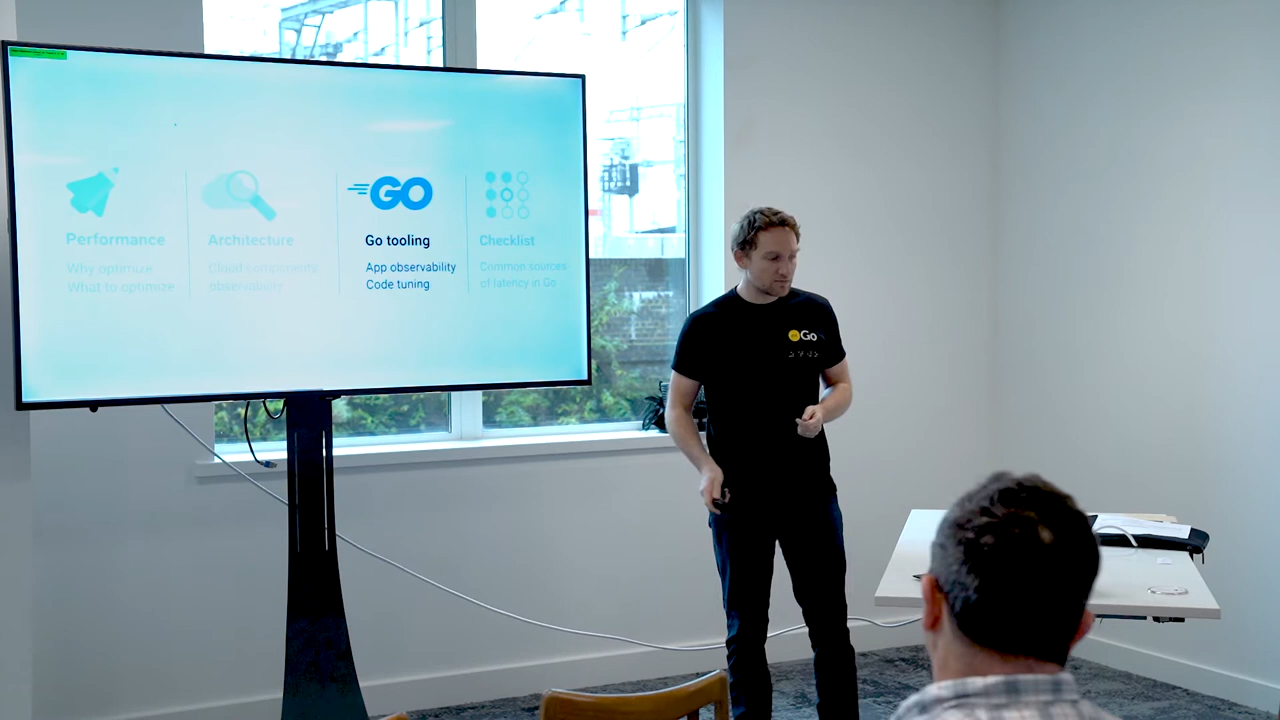 GO
Performance
Why optimize
What to optimize
Architecture
Cloud components
observability
Go tooling
App observability
Code tuning
Checklist
Common sources
of latency in Go
Go